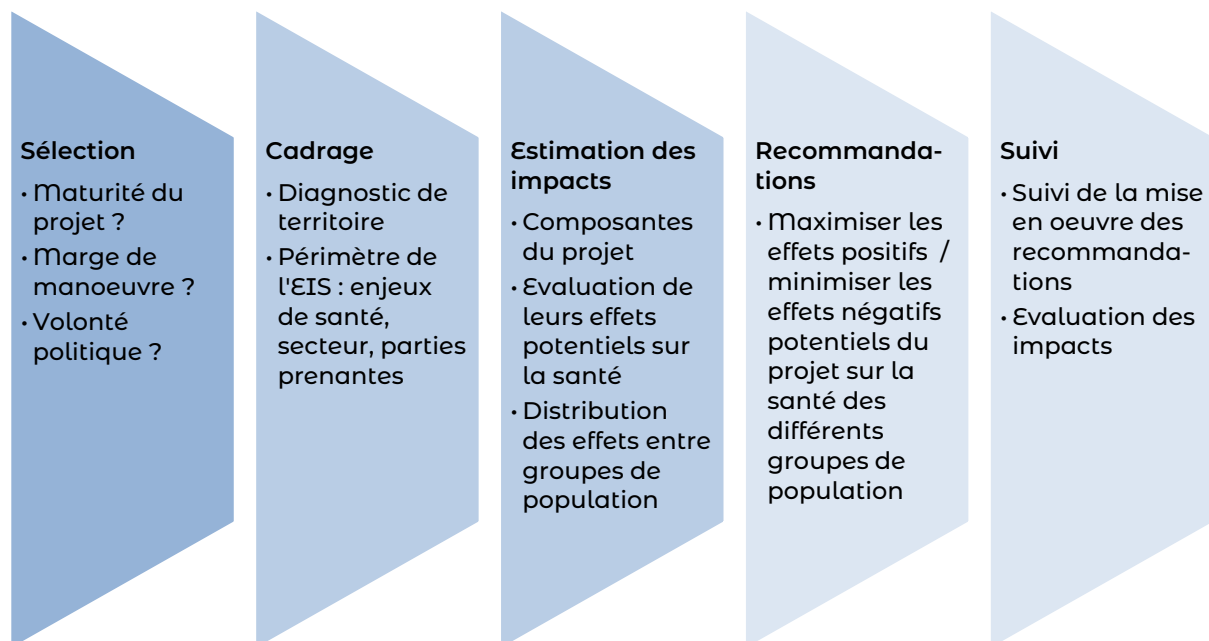 Sélection
• Maturité du
projet ?
• Marge de
manoeuvre ?
• Volonté
politique ?
Cadrage
• Diagnostic de
territoire
• Périmètre de
l'EIS : enjeux
de santé,
secteur, parties
prenantes
Estimation des
impacts
• Composantes
du projet
• Evaluation de
leurs effets
potentiels sur
la santé
• Distribution
des effets entre
groupes de
population
Recommanda-
tions
• Maximiser les
effets positifs /
minimiser les
effets négatifs
potentiels du
projet sur la
santé des
différents
groupes de
population
Suivi
• Suivi de la mise
en oeuvre des
recommanda-
tions
• Evaluation des
impacts